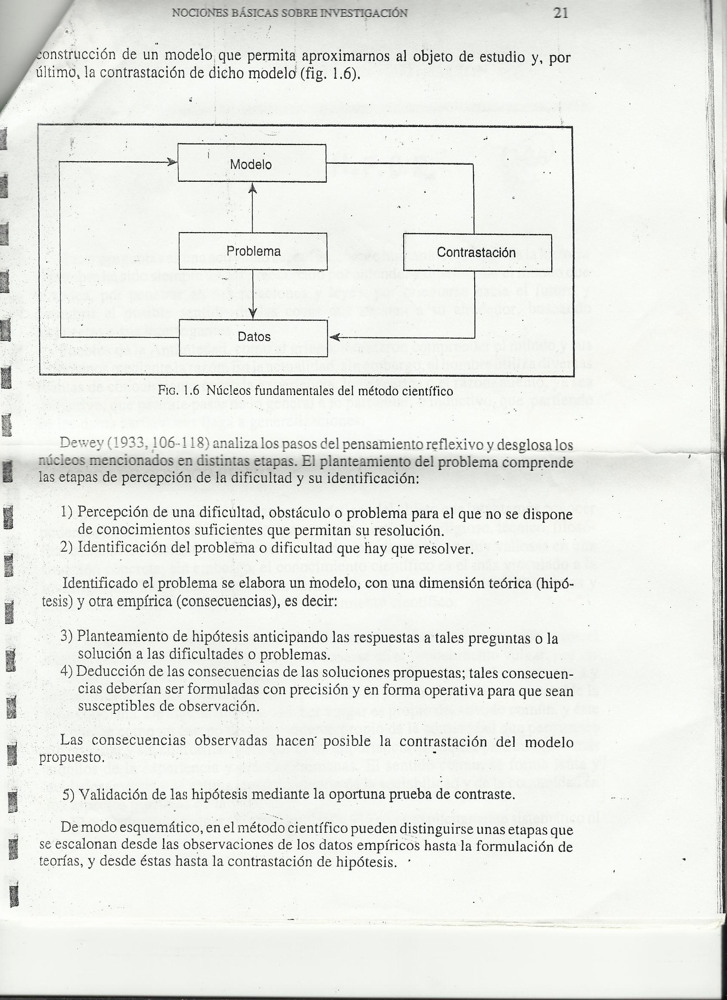 NOCIONES BÁSICAS SOBRE INVESTIGACIÓN 21
construcción de un modelo que permita aproximarnos al objeto de estudio y, por
último, la contrastación de dicho modelo (fig. 1.6).
Modelo
Problema
Contrastación
Datos
FIG. 1.6 Núcleos fundamentales del método científico
Dewey (1933, 106-118) analiza los pasos del pensamiento reflexivo y desglosa los
núcleos mencionados en distintas etapas. El planteamiento del problema comprende
las etapas de percepción de la dificultad y su identificación:
1) Percepción de una dificultad, obstáculo o problema para el que no se dispone
de conocimientos suficientes que permitan su resolución.
2) Identificación del problema o dificultad que hay que resolver.
Identificado el problema se elabora un modelo, con una dimensión teórica (hipó-
tesis) y otra empírica (consecuencias), es decir:
3) Planteamiento de hipótesis anticipando las respuestas a tales preguntas o la
solución a las dificultades o problemas.
4) Deducción de las consecuencias de las soluciones propuestas; tales consecuen-
cias deberían ser formuladas con precisión y en forma operativa para que sean
susceptibles de observación.
Las consecuencias observadas hacen posible la contrastación del modelo
propuesto.
5) Validación de las hipótesis mediante la oportuna prueba de contraste.
De modo esquemático, en el método científico pueden distinguirse unas etapas que
se escalonan desde las observaciones de los datos empíricos hasta la formulación de
teorías, y desde éstas hasta la contrastación de hipótesis.